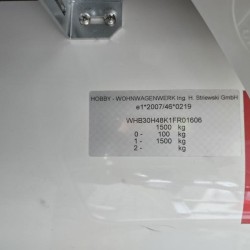 HOBBY - WOHNWAGENWERK Ing. H. Striewski GmbH
e1*2007/46*0219
WHB30H48K1FR01606
1500 kg
0 - 100 kg
1 - 1500 kg
2 - kg